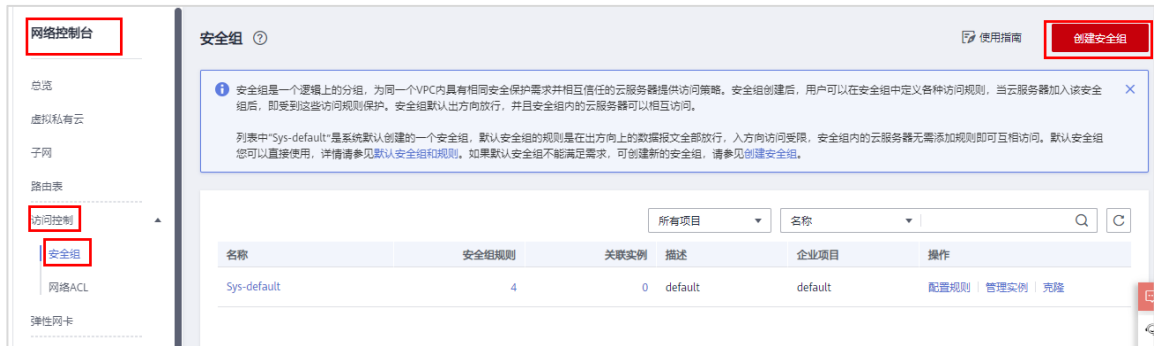 网络控制台
总览
虚拟私有云
子网
路由表
访问控制
安全组
网络ACL
弹性网卡
安全组
使用指南
创建安全组
安全组是一个逻辑上的分组，为同一个VPC内具有相同安全保护需求并相互信任的云服务器提供访问策略。安全组创建后，用户可以在安全组中定义各种访问规则，当云服务器加入该安全
组后，即受到这些访问规则保护。安全组默认出方向放行，并且安全组内的云服务器可以相互访问。
列表中"Sys-default"是系统默认创建的一个安全组，默认安全组的规则是在出方向上的数据报文全部放行，入方向访问受限，安全组内的云服务器无需添加规则即可互相访问。默认安全组
您可以直接使用，详情请参见默认安全组和规则。如果默认安全组不能满足需求，可创建新的安全组，请参见创建安全组。
所有项目 名称
名称 安全组规则 关联实例 描述 企业项目 操作
Sys-default 4 0 default default 配置规则 管理实例 克隆